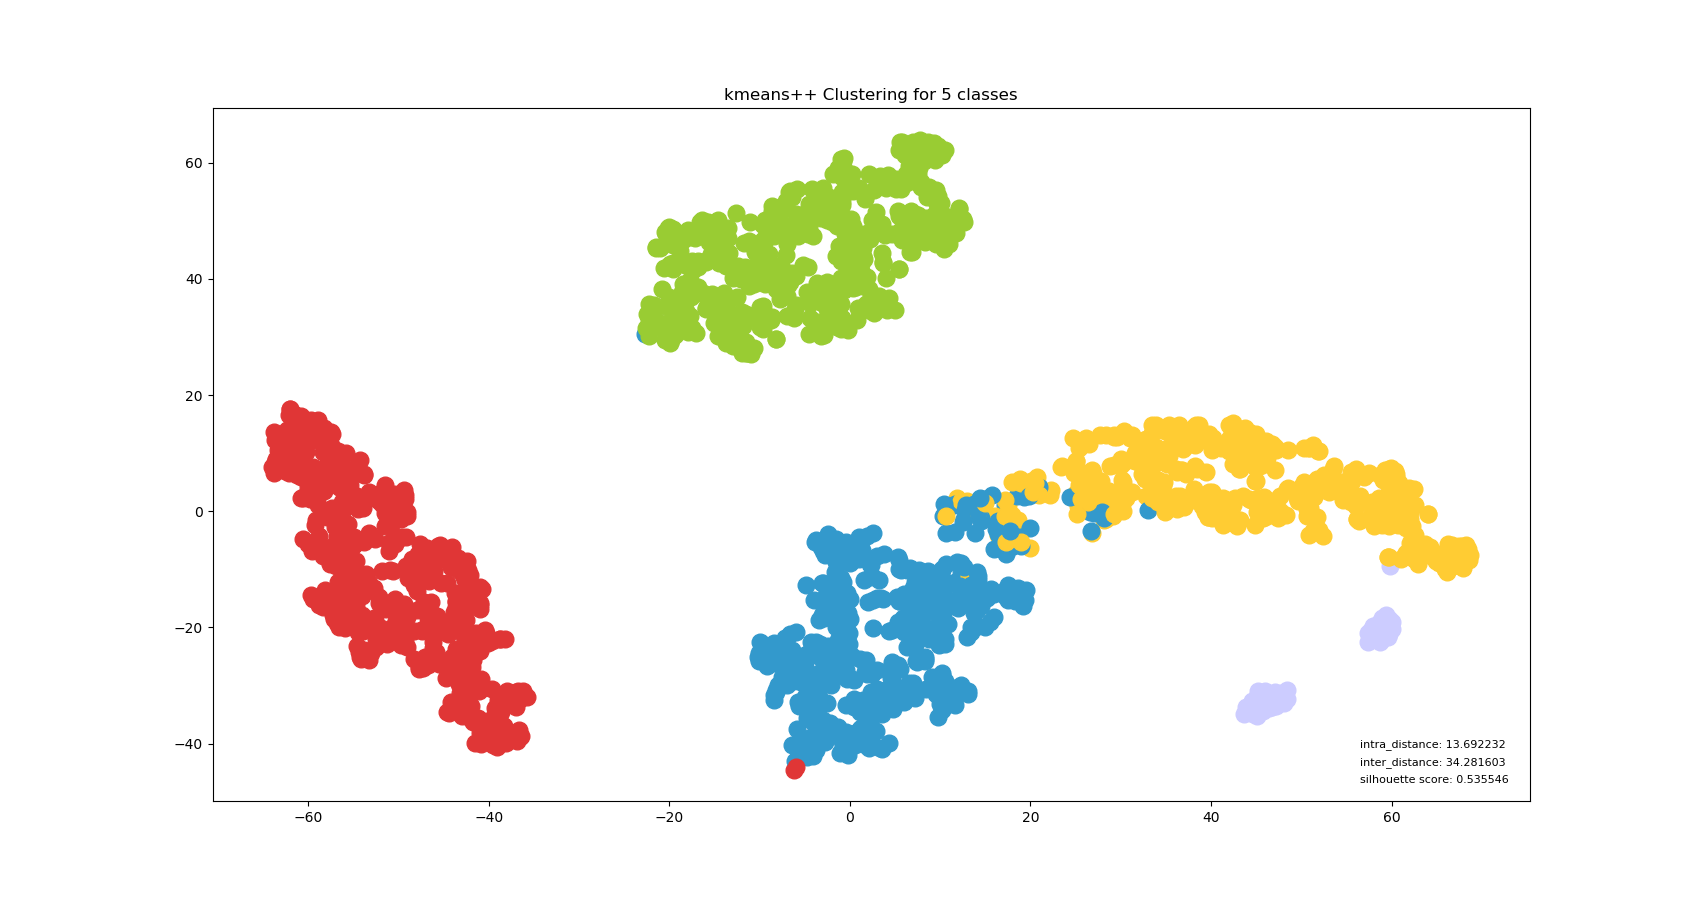 kmeans++ Clustering for 5 classes
60
40
20
0
−20
−40
intra_distance: 13.692232
inter_distance: 34.281603
silhouette score: 0.535546
−60 −40 −20 0 20 40 60